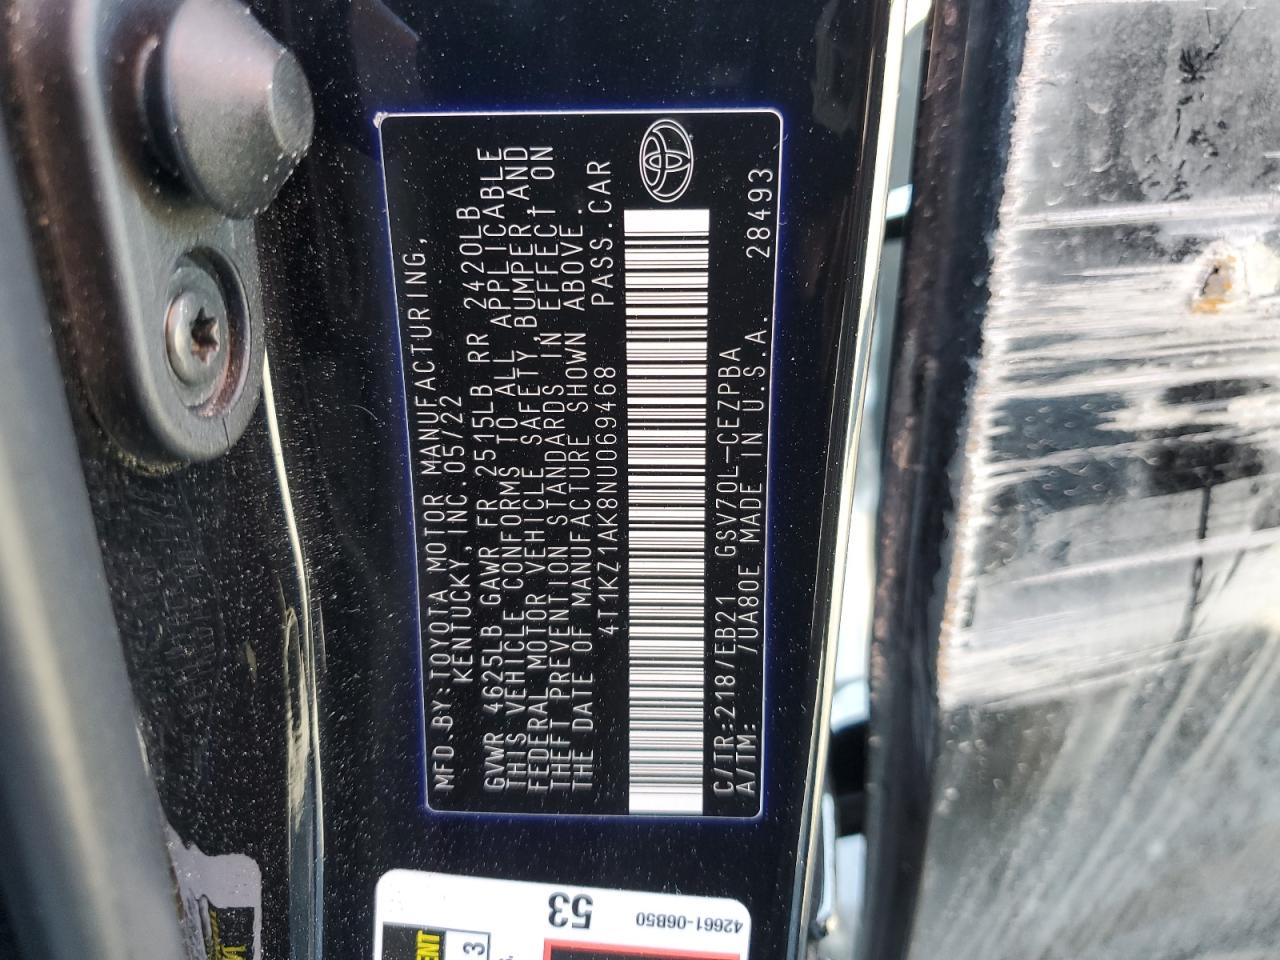 MFD.BY:TOYOTA MOTOR MANUFACTURING,
KENTUCKY, INC.05/22
GVWR 4625LB GAWR FR 2515LB RR 2420LB
THIS VEHICLE CONFORMS TO ALL APPLICABLE
FEDERAL MOTOR VEHICLE SAFETY,BUMPER,AND
THEFT PREVENTION STANDARDS IN EFFECT ON
THE DATE OF MANUFACTURE SHOWN ABOVE.
4T1KZ1AK8NU069468 PASS.CAR
C/TR:218/EB21 GSV70L-CEZPBA
A/TM: /UA80E MADE IN U.S.A. 28493
53
42661-06B50
3